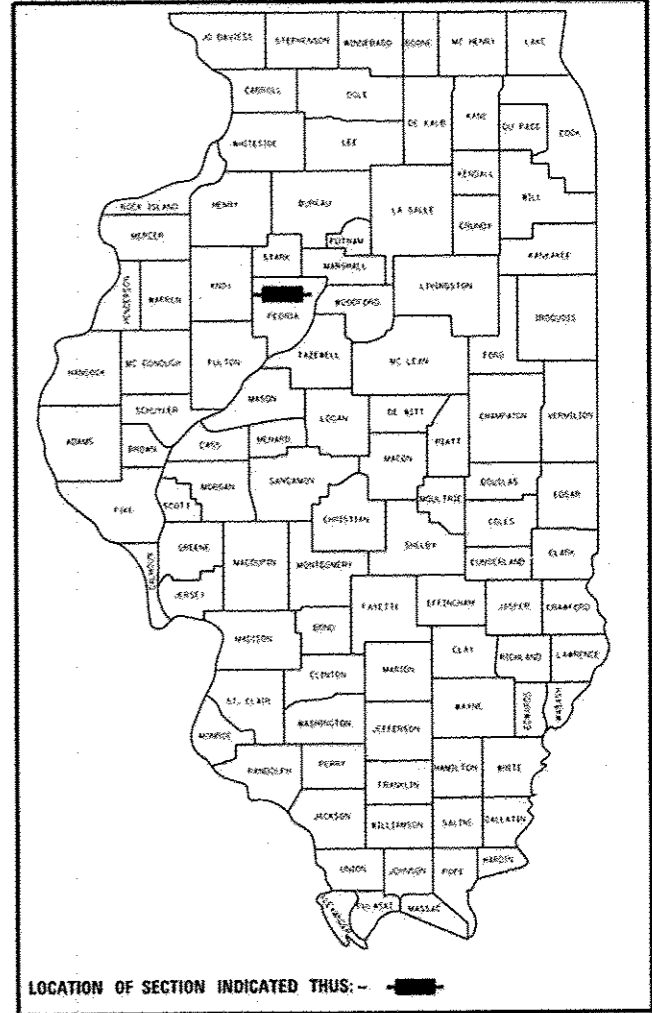 JO DAVIESS STEPHENSON WINNEBAGO BOONE MC HENRY LAKE
CARROLL OGLE DE KALB KANE DU PAGE COOK
WHITESIDE LEE KENDALL WILL
ROCK ISLAND HENRY BUREAU LA SALLE GRUNDY
MERCER STARK PUTNAM MARSHALL KANKAKEE
HENDERSON WARREN KNOX PEORIA WOODFORD LIVINGSTON IROQUOIS
HANCOCK MC DONOUGH FULTON TAZEWELL MC LEAN FORD
SCHUYLER MASON LOGAN DE WITT CHAMPAIGN VERMILION
ADAMS BROWN CASS MENARD MACON PIATT
PIKE SCOTT MORGAN SANGAMON CHRISTIAN MOULTRIE DOUGLAS EDGAR
CALHOUN GREENE MACOUPIN MONTGOMERY SHELBY COLES CUMBERLAND CLARK
JERSEY FAYETTE EFFINGHAM JASPER CRAWFORD
MADISON BOND CLAY RICHLAND LAWRENCE
CLINTON MARION
ST. CLAIR WASHINGTON JEFFERSON WAYNE EDWARDS WABASH
MONROE RANDOLPH PERRY HAMILTON WHITE
FRANKLIN
JACKSON WILLIAMSON SALINE GALLATIN
UNION JOHNSON POPE HARDIN
ALEXANDER PULASKI MASSAC
LOCATION OF SECTION INDICATED THUS:-